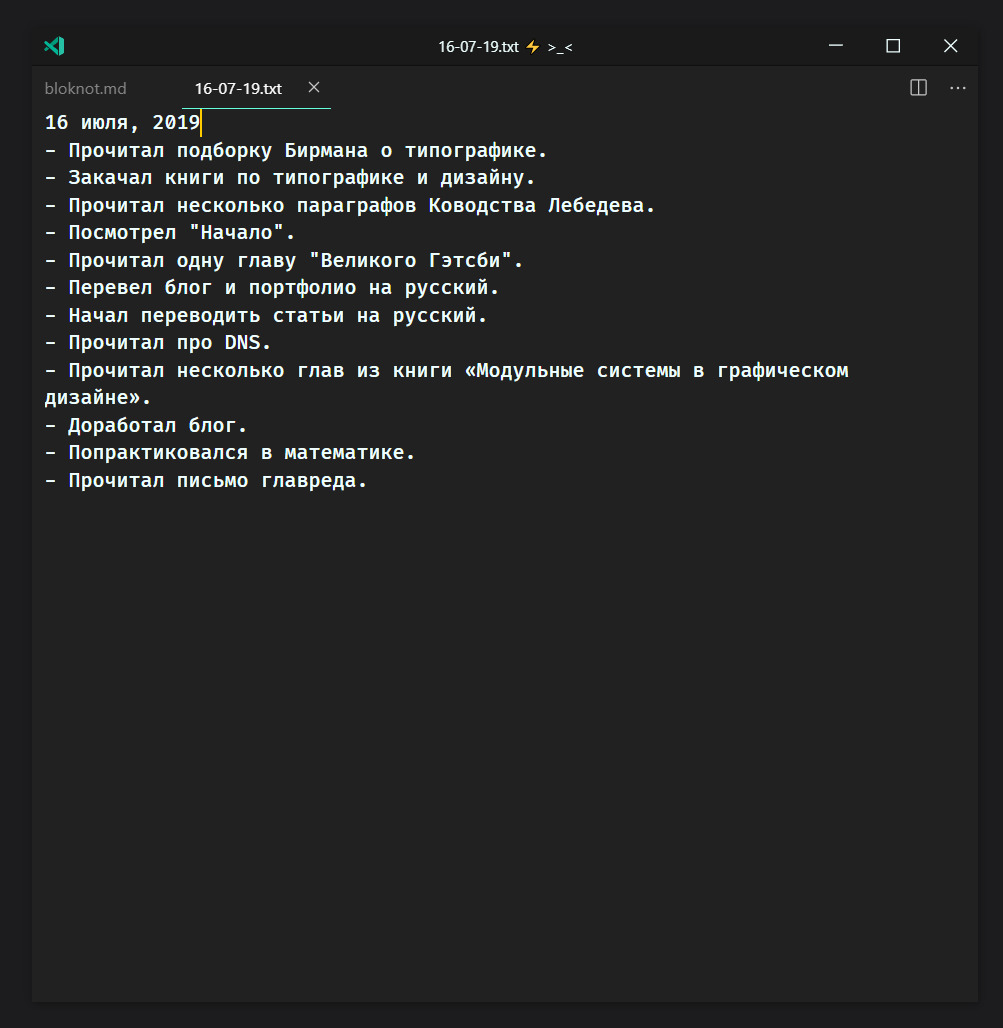 16-07-19.txt ⚡ >_<
bloknot.md 16-07-19.txt
16 июля, 2019
- Прочитал подборку Бирмана о типографике.
- Закачал книги по типографике и дизайну.
- Прочитал несколько параграфов Ководства Лебедева.
- Посмотрел "Начало".
- Прочитал одну главу "Великого Гэтсби".
- Перевел блог и портфолио на русский.
- Начал переводить статьи на русский.
- Прочитал про DNS.
- Прочитал несколько глав из книги «Модульные системы в графическом
дизайне».
- Доработал блог.
- Попрактиковался в математике.
- Прочитал письмо главреда.